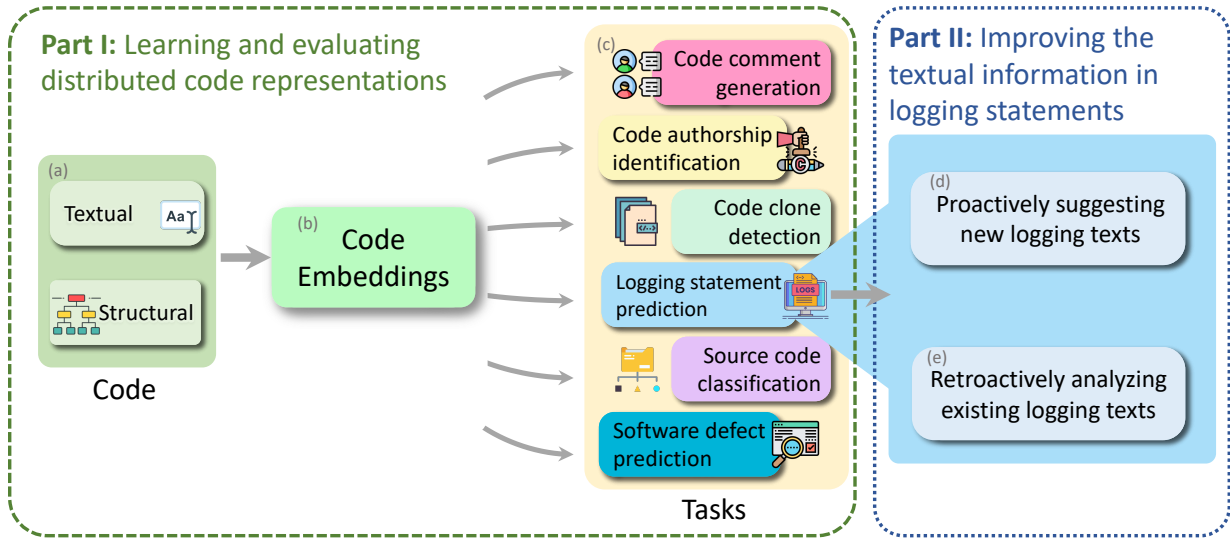 Part I: Learning and evaluating
distributed code representations
(a)
Textual
Aa
Structural
Code
(b)
Code
Embeddings
(c)
Code comment
generation
Code authorship
identification
C
Code clone
detection
</..>
Logging statement
prediction
LOGS
Source code
classification
Software defect
prediction
Tasks
Part II: Improving the
textual information in
logging statements
(d)
Proactively suggesting
new logging texts
(e)
Retroactively analyzing
existing logging texts